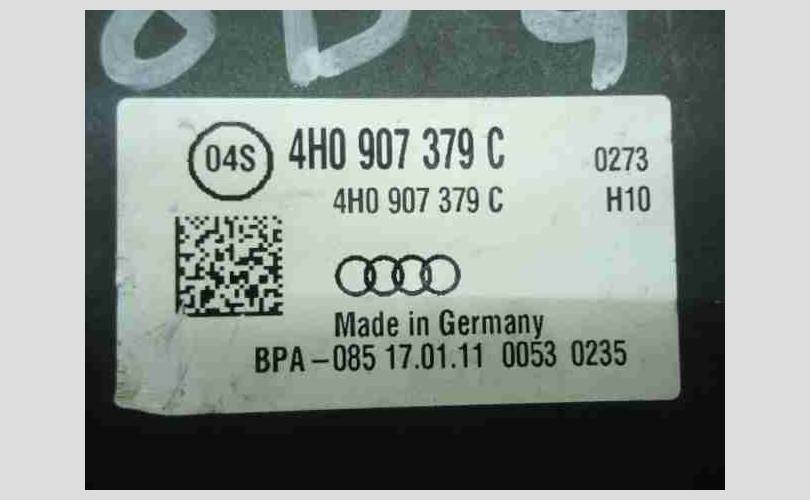 04S 4H0 907 379 C 0273
4H0 907 379 C H10
Made in Germany
BPA-085 17.01.11 0053 0235